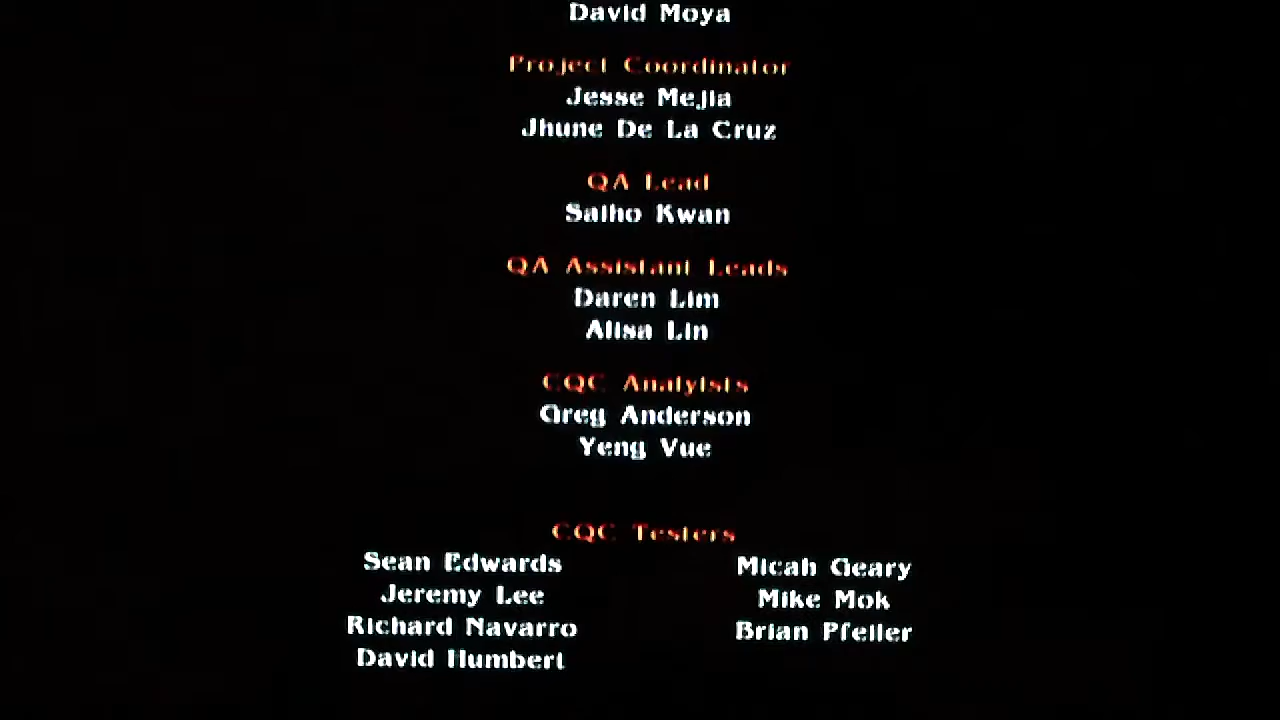 David Moya
Project Coordinator
Jesse Mejia
Jhune De La Cruz
QA Lead
Saiho Kwan
QA Assistant Leads
Daren Lim
Alisa Lin
CQC Analyists
Greg Anderson
Yeng Vue
CQC Testers
Sean Edwards
Micah Geary
Jeremy Lee
Mike Mok
Richard Navarro
Brian Pfeifer
David Humbert